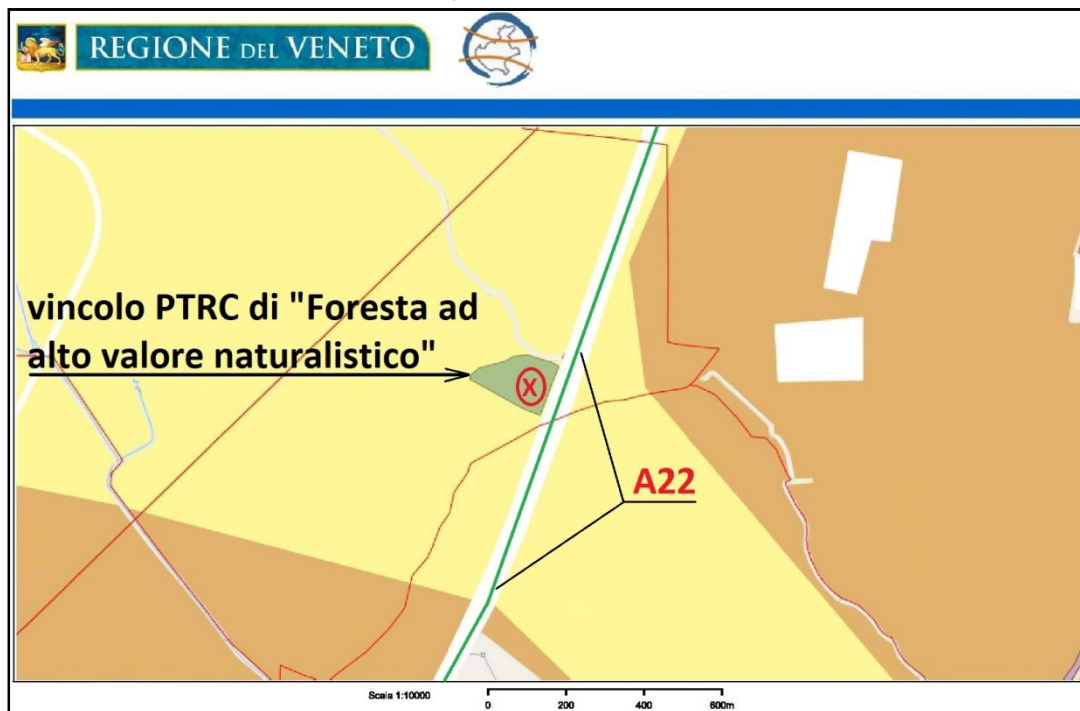 REGIONE DEL VENETO
vincolo PTRC di "Foresta ad
alto valore naturalistico"
X
A22
Scala 1:10000
0 200 400 600m